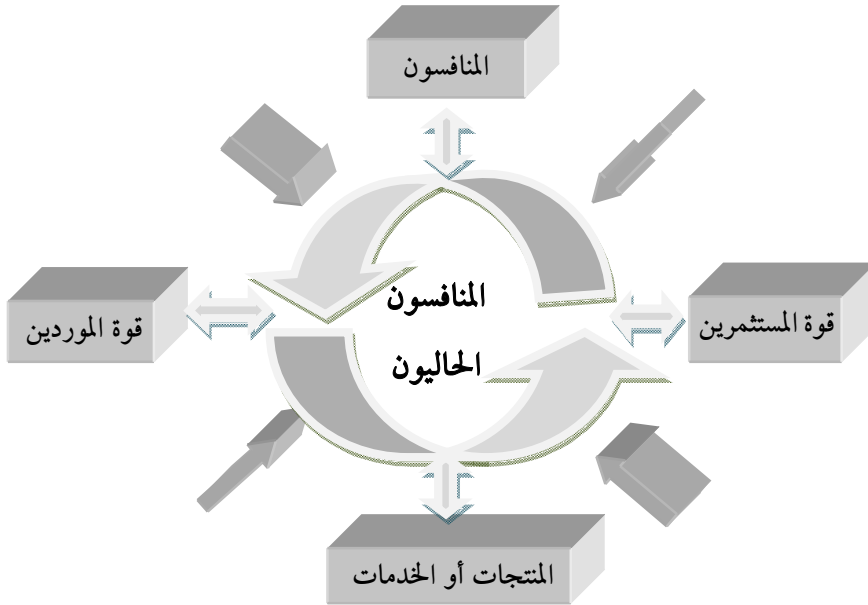 المنافسون
قوة المستثمرين
المنافسون
الحاليون
قوة الموردين
المنتجات أو الخدمات